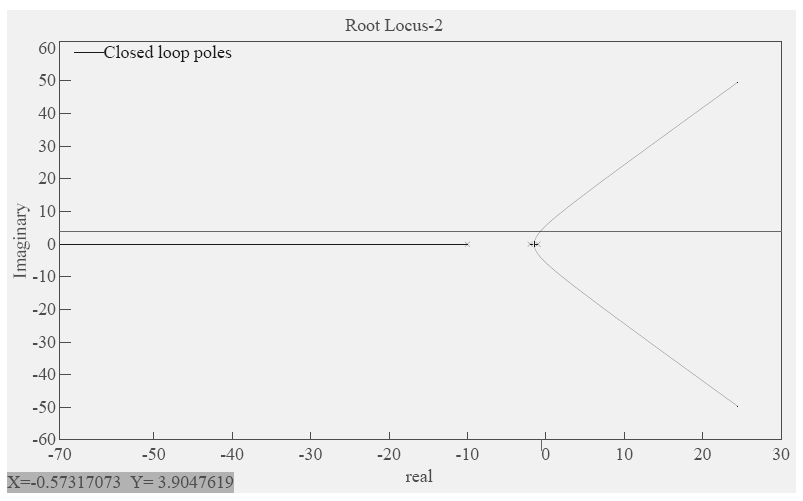 Root Locus-2
Closed loop poles
60
50
40
30
20
10
0
-10
-20
-30
-40
-50
-60
Imaginary
-70 -50 -40 -30 -20 -10 0 10 20 30
real
X=-0.57317073 Y= 3.9047619